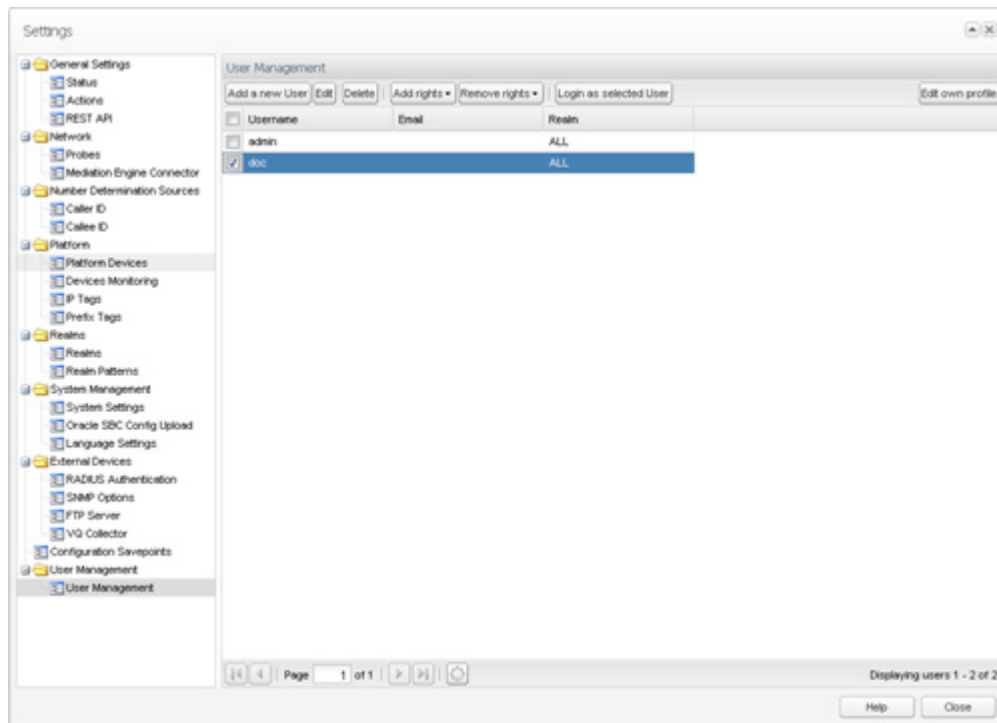 Settings
General Settings
Status
Actions
REST API
Network
Probes
Mediation Engine Connector
Number Determination Sources
Caller ID
Callee ID
Platform
Platform Devices
Devices Monitoring
IP Tags
Prefix Tags
Realms
Realms
Realm Patterns
System Management
System Settings
Oracle SBC Config Upload
Language Settings
External Devices
RADIUS Authentication
SNMP Options
FTP Server
VQ Collector
Configuration Savepoints
User Management
User Management
User Management
Add a new User Edit Delete Add rights Remove rights Login as selected User Edit own profile
Username Email Realm
admin ALL
doc ALL
Page 1 of 1 Displaying users 1 - 2 of 2
Help Close